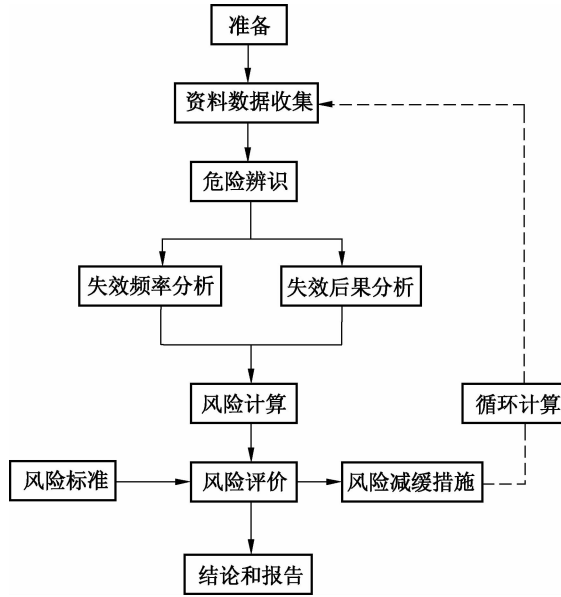 准备
资料数据收集
危险辨识
失效频率分析
失效后果分析
风险计算
循环计算
风险标准
风险评价
风险减缓措施
结论和报告